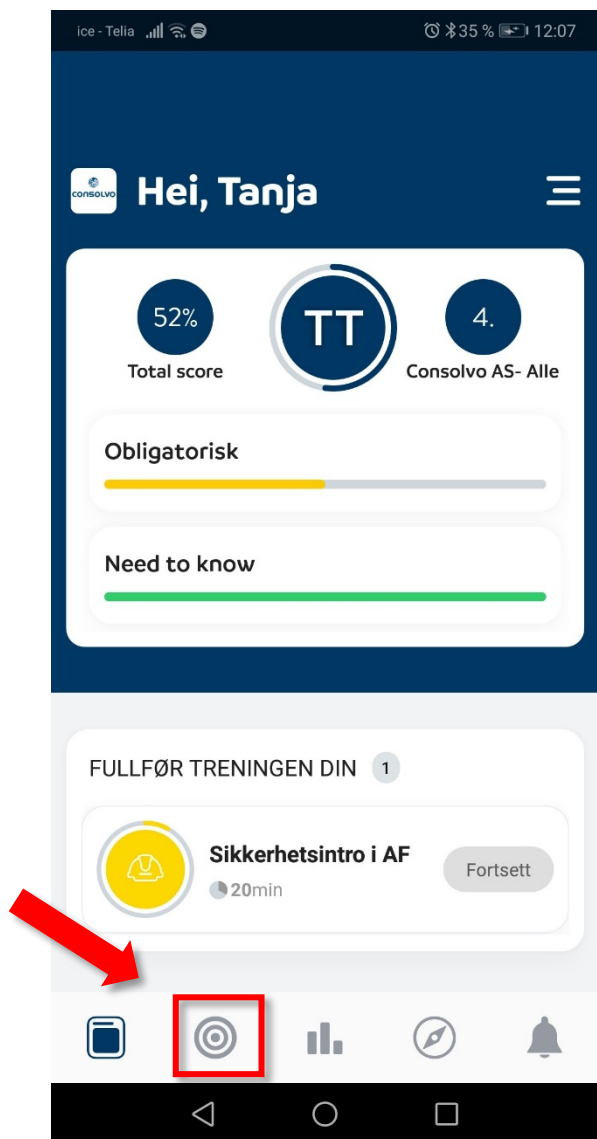 ice - Telia 35 % 12:07
CONSOLVO Hei, Tanja
52% TT 4.
Total score Consolvo AS- Alle
Obligatorisk
Need to know
FULLFØR TRENINGEN DIN 1
Sikkerhetsintro i AF
Fortsett
20min